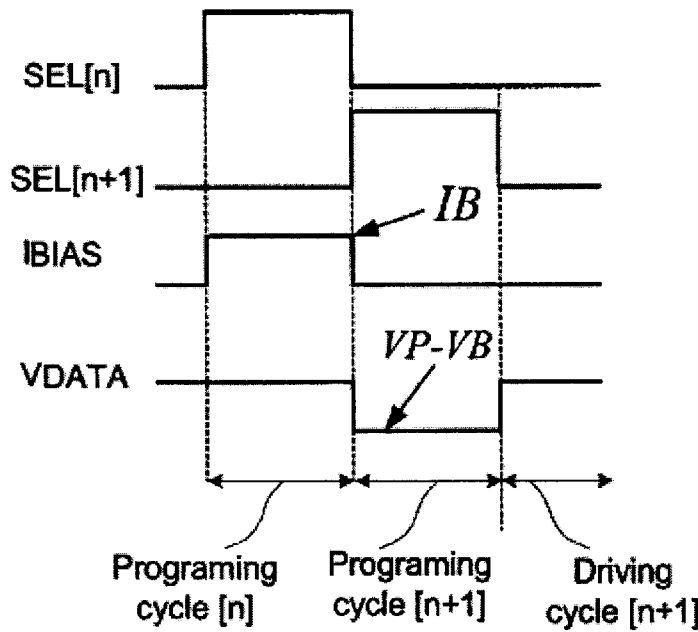 SEL[n]
SEL[n+1]
IB
IBIAS
VP-VB
VDATA
Programing
cycle [n]
Programing
cycle [n+1]
Driving
cycle [n+1]